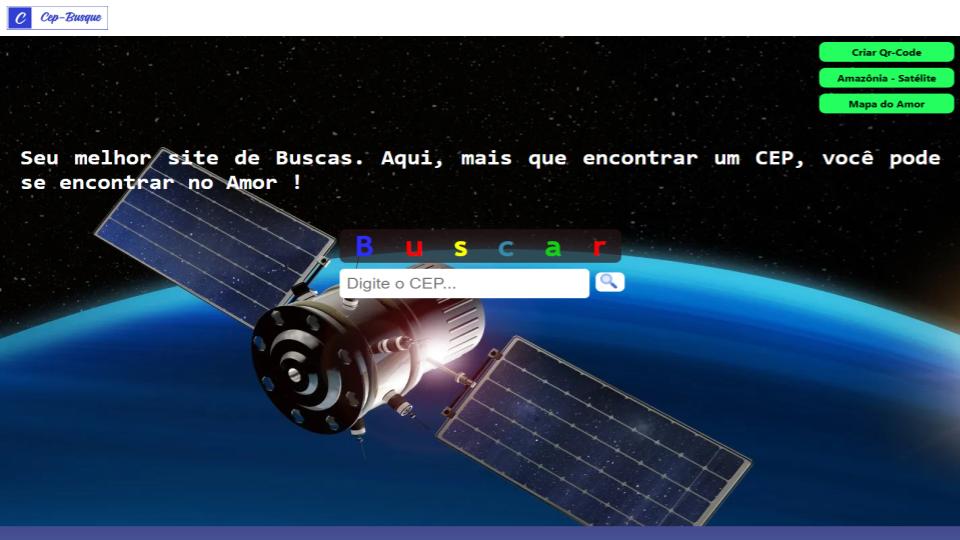 C Cep-Busque
Criar Qr-Code
Amazônia - Satélite
Mapa do Amor
Seu melhor site de Buscas. Aqui, mais que encontrar um CEP, você pode
se encontrar no Amor !
B u s c a r
Digite o CEP...